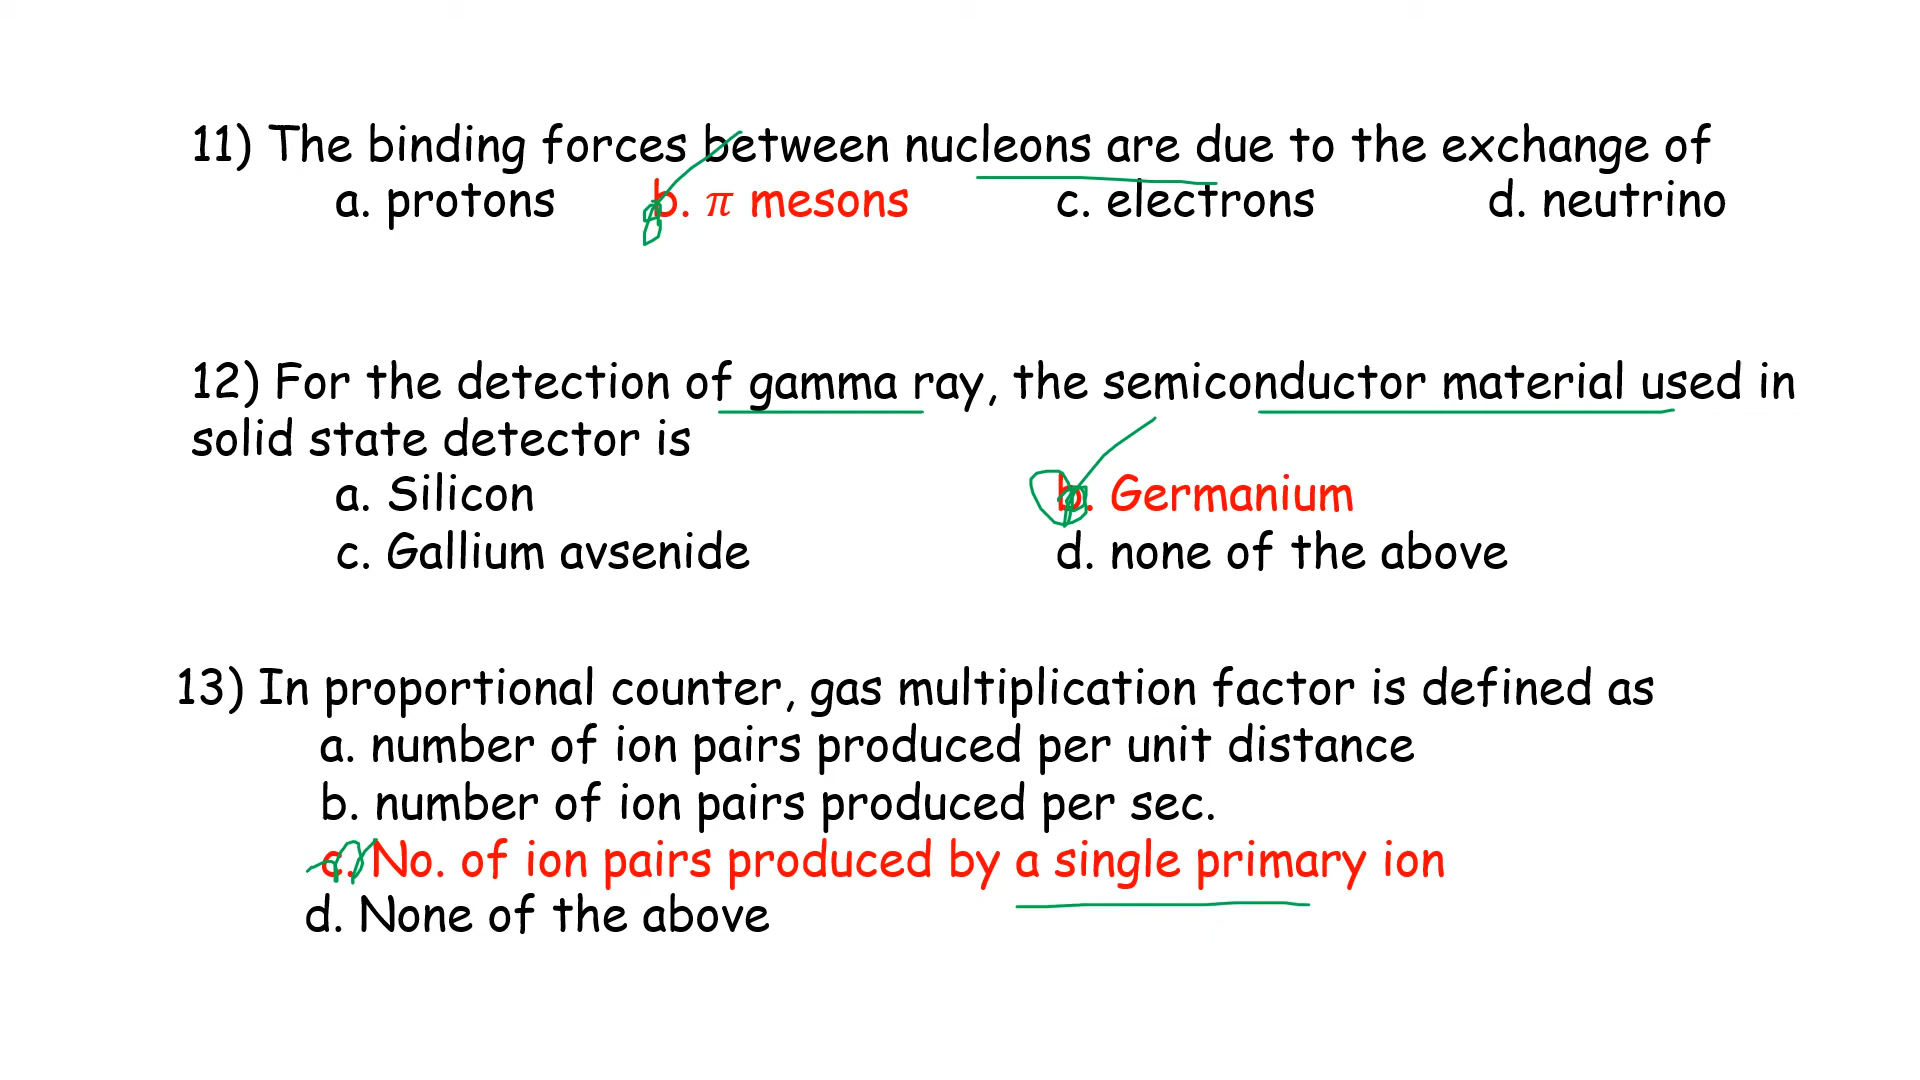 11) The binding forces between nucleons are due to the exchange of
a. protons b. π mesons c. electrons d. neutrino
12) For the detection of gamma ray, the semiconductor material used in
solid state detector is
a. Silicon b. Germanium
c. Gallium avsenide d. none of the above
13) In proportional counter, gas multiplication factor is defined as
a. number of ion pairs produced per unit distance
b. number of ion pairs produced per sec.
c. No. of ion pairs produced by a single primary ion
d. None of the above